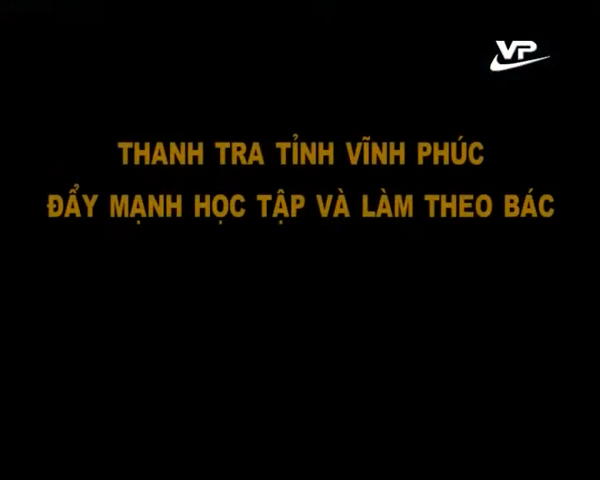 VP
THANH TRA TỈNH VĨNH PHÚC
ĐẨY MẠNH HỌC TẬP VÀ LÀM THEO BÁC